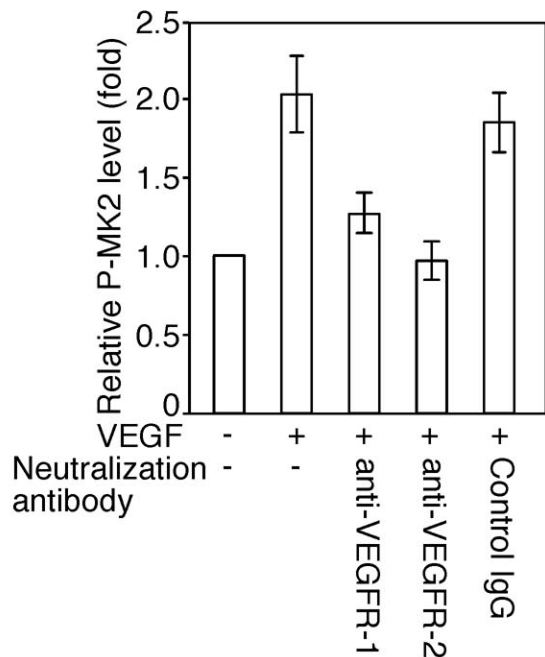 Relative P-MK2 level (fold)
2.5
2.0
1.5
1.0
0.5
0
VEGF - + + + +
Neutralization - - anti-VEGFR-1 anti-VEGFR-2 Control IgG
antibody